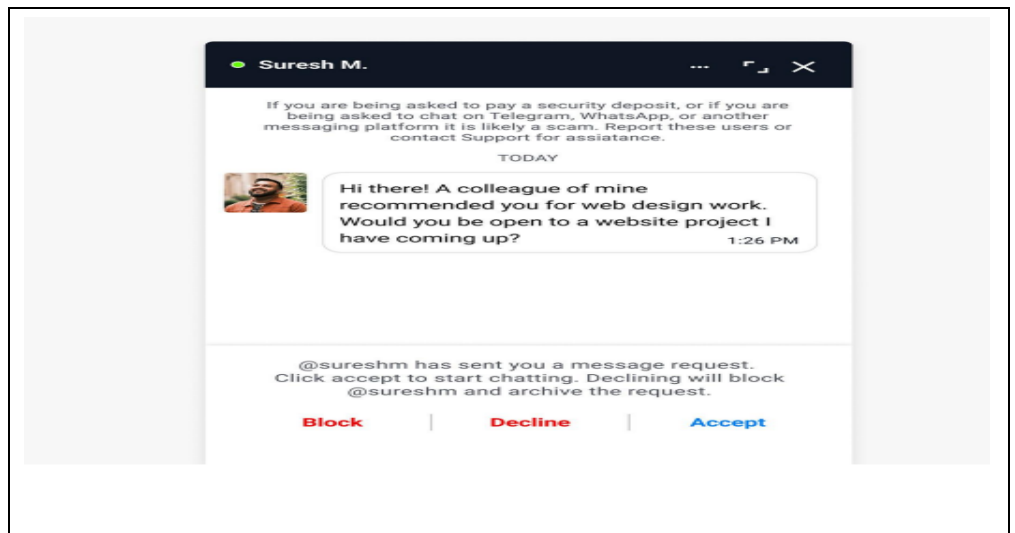 Suresh M.
If you are being asked to pay a security deposit, or if you are
being asked to chat on Telegram, WhatsApp, or another
messaging platform it is likely a scam. Report these users or
contact Support for assiatance.
TODAY
Hi there! A colleague of mine
recommended you for web design work.
Would you be open to a website project I
have coming up?
1:26 PM
@sureshm has sent you a message request.
Click accept to start chatting. Declining will block
@sureshm and archive the request.
Block Decline Accept